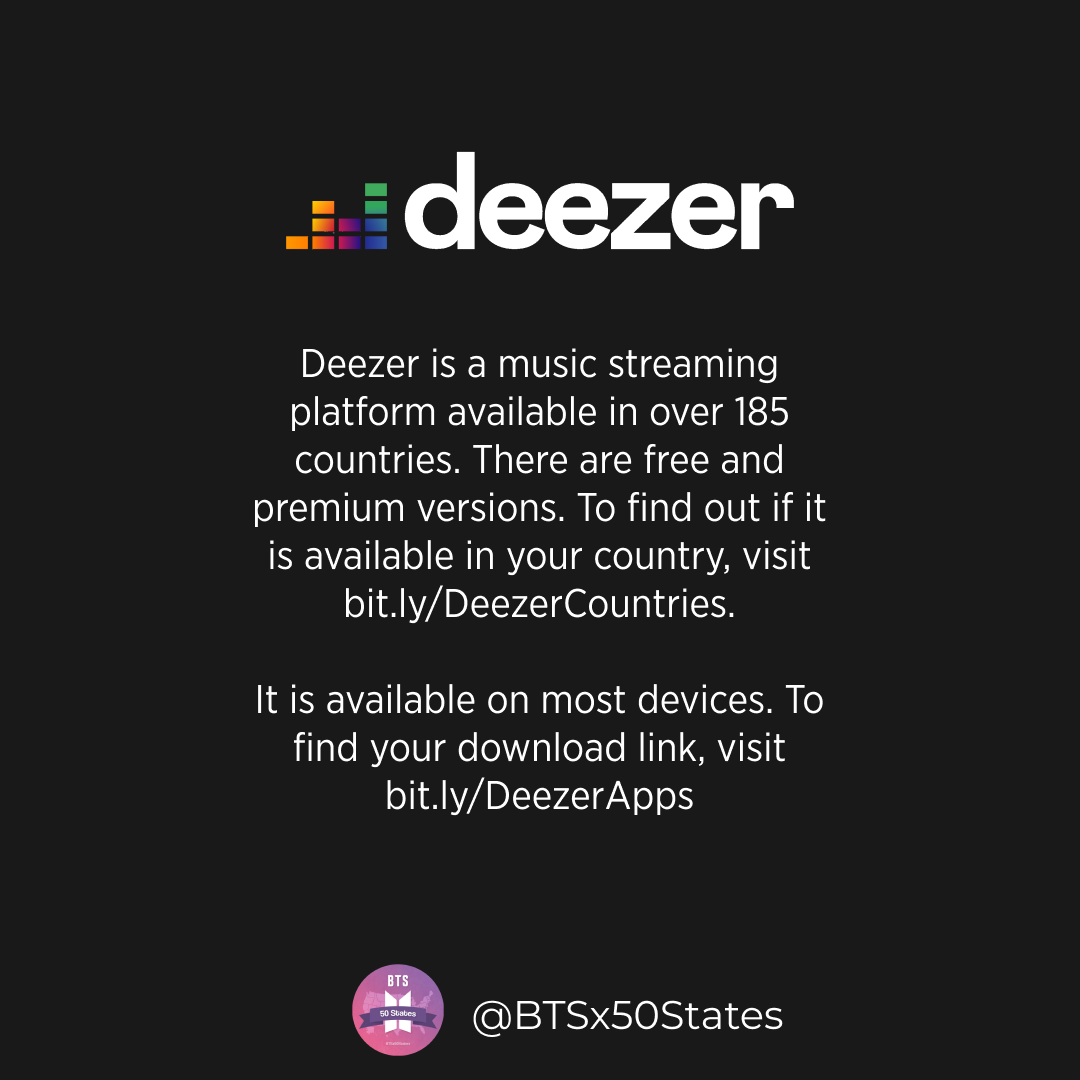 deezer
Deezer is a music streaming
platform available in over 185
countries. There are free and
premium versions. To find out if it
is available in your country, visit
bit.ly/DeezerCountries.
It is available on most devices. To
find your download link, visit
bit.ly/DeezerApps
BTS
50 States
@BTSx50States